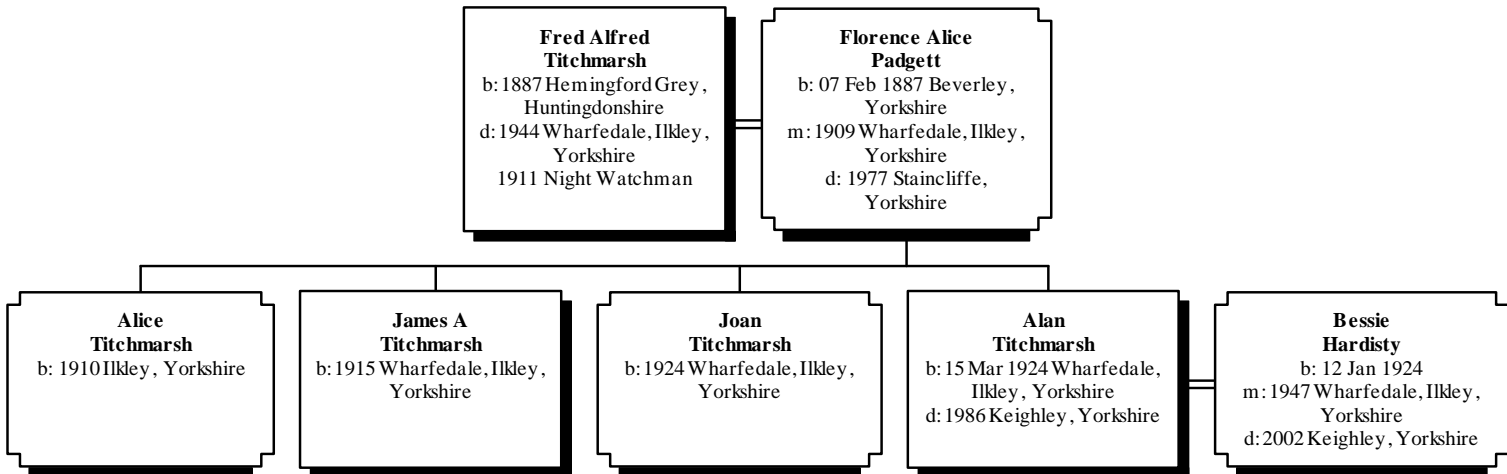 Fred Alfred
Titchmarsh
b: 1887 Hemingford Grey,
Huntingdonshire
d: 1944 Wharfedale, Ilkley,
Yorkshire
1911 Night Watchman
Florence Alice
Padgett
b: 07 Feb 1887 Beverley,
Yorkshire
m: 1909 Wharfedale, Ilkley,
Yorkshire
d: 1977 Staincliffe,
Yorkshire
Alice
Titchmarsh
b: 1910 Ilkley, Yorkshire
James A
Titchmarsh
b: 1915 Wharfedale, Ilkley,
Yorkshire
Joan
Titchmarsh
b: 1924 Wharfedale, Ilkley,
Yorkshire
Alan
Titchmarsh
b: 15 Mar 1924 Wharfedale,
Ilkley, Yorkshire
d: 1986 Keighley, Yorkshire
Bessie
Hardisty
b: 12 Jan 1924
m: 1947 Wharfedale, Ilkley,
Yorkshire
d: 2002 Keighley, Yorkshire